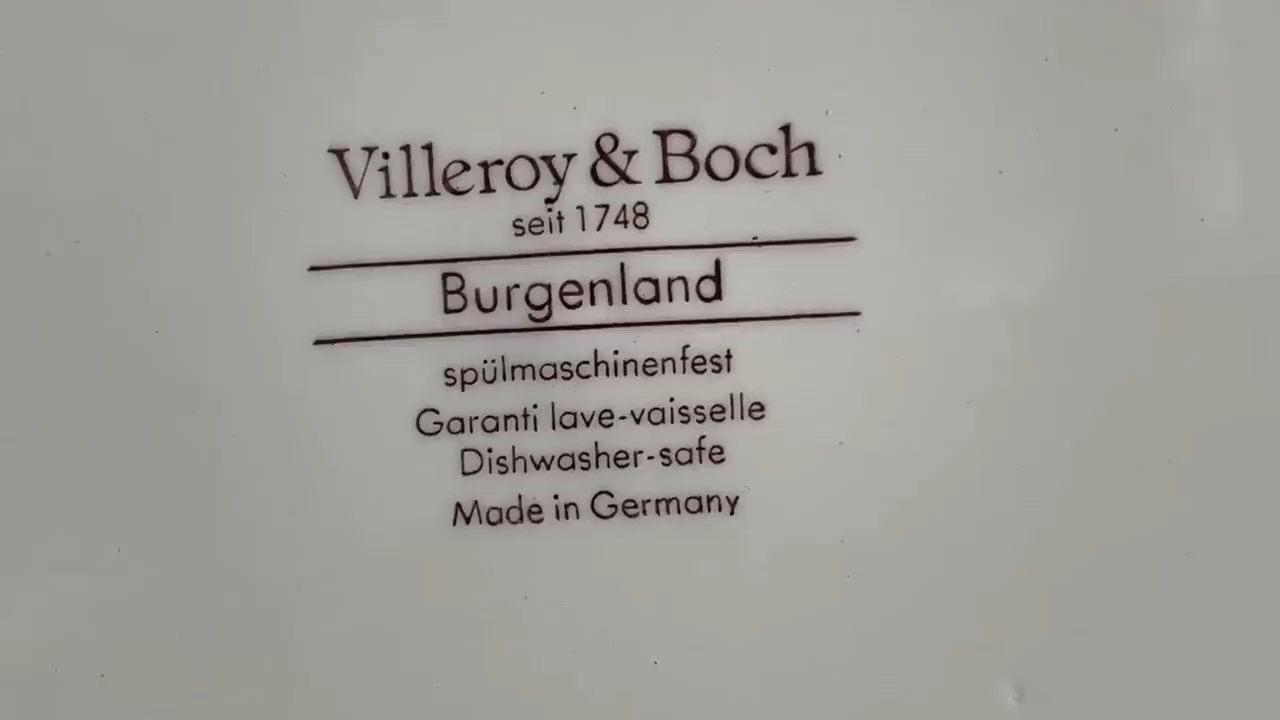 Villeroy & Boch
seit 1748
Burgenland
spülmaschinenfest
Garanti lave-vaisselle
Dishwasher-safe
Made in Germany